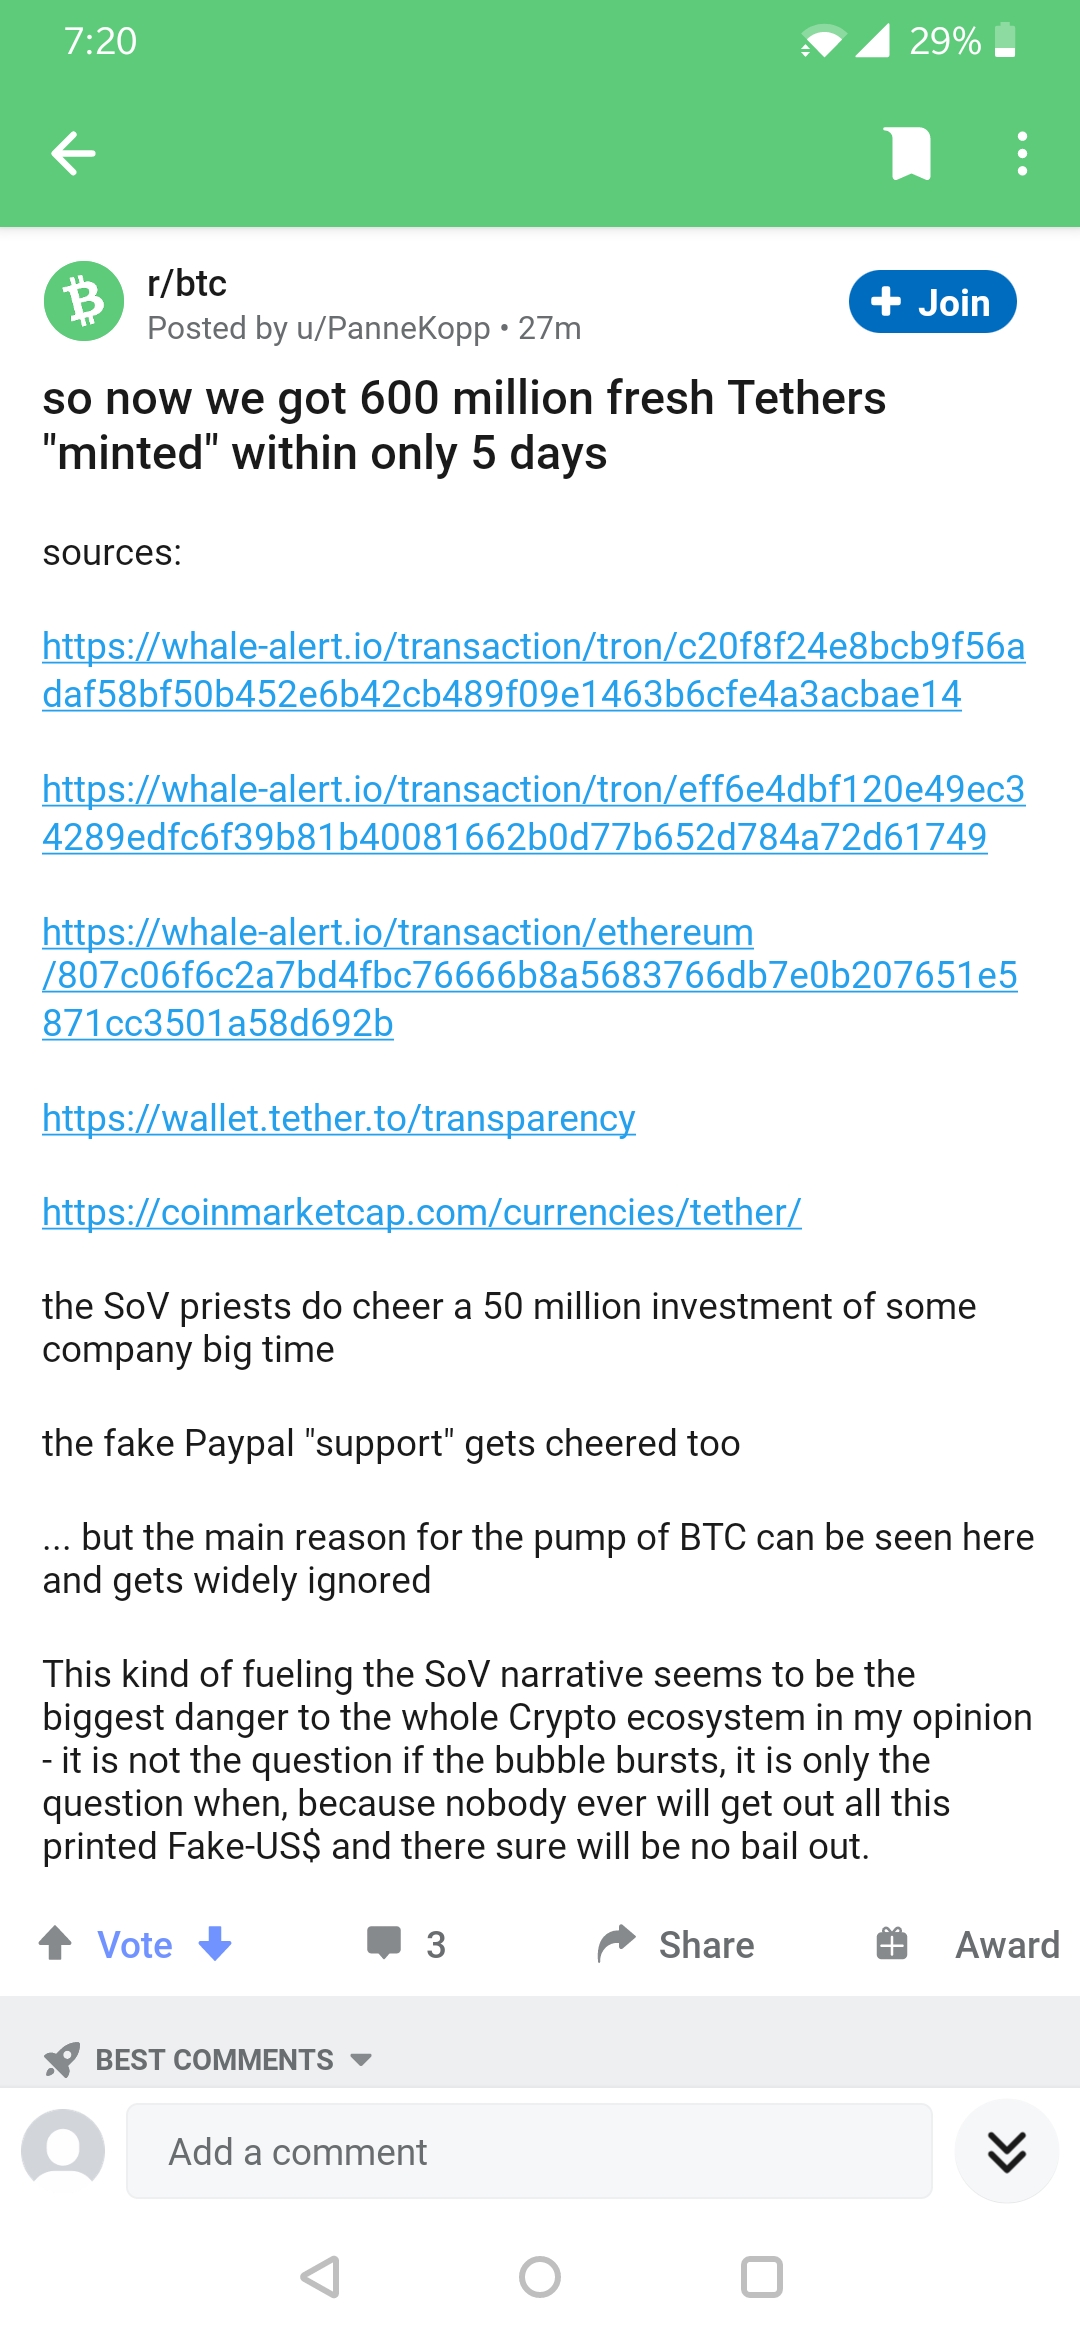 7:20
29%
r/btc
Posted by u/PanneKopp • 27m
Join
so now we got 600 million fresh Tethers
"minted" within only 5 days
sources:
https://whale-alert.io/transaction/tron/c20f8f24e8bcb9f56a
daf58bf50b452e6b42cb489f09e1463b6cfe4a3acbae14
https://whale-alert.io/transaction/tron/eff6e4dbf120e49ec3
4289edfc6f39b81b40081662b0d77b652d784a72d61749
https://whale-alert.io/transaction/ethereum
/807c06f6c2a7bd4fbc76666b8a5683766db7e0b207651e5
871cc3501a58d692b
https://wallet.tether.to/transparency
https://coinmarketcap.com/currencies/tether/
the SoV priests do cheer a 50 million investment of some
company big time
the fake Paypal "support" gets cheered too
... but the main reason for the pump of BTC can be seen here
and gets widely ignored
This kind of fueling the SoV narrative seems to be the
biggest danger to the whole Crypto ecosystem in my opinion
- it is not the question if the bubble bursts, it is only the
question when, because nobody ever will get out all this
printed Fake-US$ and there sure will be no bail out.
Vote 3 Share Award
BEST COMMENTS
Add a comment